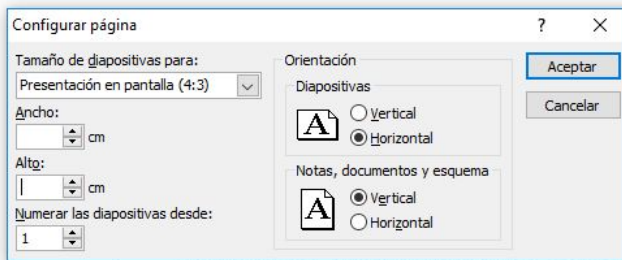 Configurar página
?
Tamaño de diapositivas para:
Presentación en pantalla (4:3)
Ancho:
cm
Alto:
cm
Numerar las diapositivas desde:
1
Orientación
Diapositivas
A
Vertical
Horizontal
Notas, documentos y esquema
A
Vertical
Horizontal
Aceptar
Cancelar